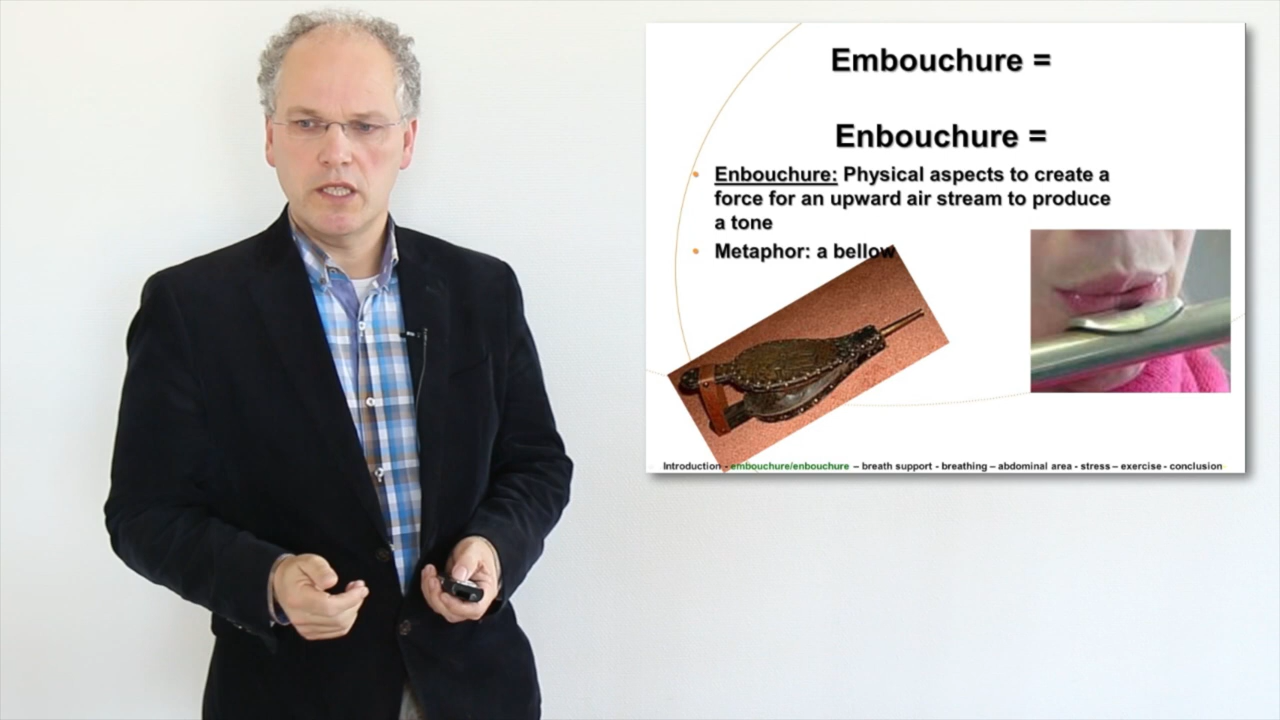 Embouchure =
Enbouchure =
Enbouchure: Physical aspects to create a
force for an upward air stream to produce
a tone
Metaphor: a bellow
Introduction - embouchure/enbouchure – breath support - breathing – abdominal area - stress – exercise - conclusion